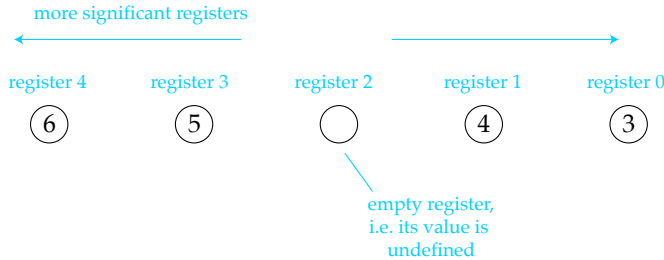 more significant registers
register 4 register 3 register 2 register 1 register 0
6 5 4 3
empty register,
i.e. its value is
undefined